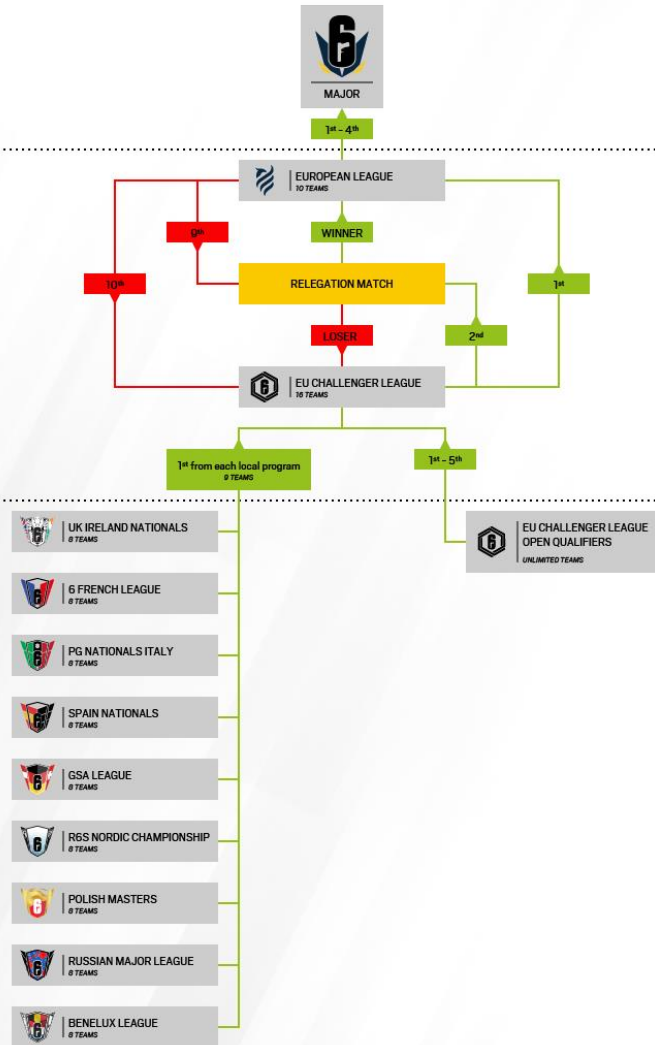 MAJOR
1st - 4th
EUROPEAN LEAGUE
10 TEAMS
9th
WINNER
10th
RELEGATION MATCH
1st
LOSER
2nd
EU CHALLENGER LEAGUE
16 TEAMS
1st from each local program
9 TEAMS
1st - 5th
UK IRELAND NATIONALS
8 TEAMS
EU CHALLENGER LEAGUE
OPEN QUALIFIERS
UNLIMITED TEAMS
6 FRENCH LEAGUE
8 TEAMS
PG NATIONALS ITALY
8 TEAMS
SPAIN NATIONALS
8 TEAMS
GSA LEAGUE
8 TEAMS
R6S NORDIC CHAMPIONSHIP
8 TEAMS
POLISH MASTERS
8 TEAMS
RUSSIAN MAJOR LEAGUE
8 TEAMS
BENELUX LEAGUE
8 TEAMS